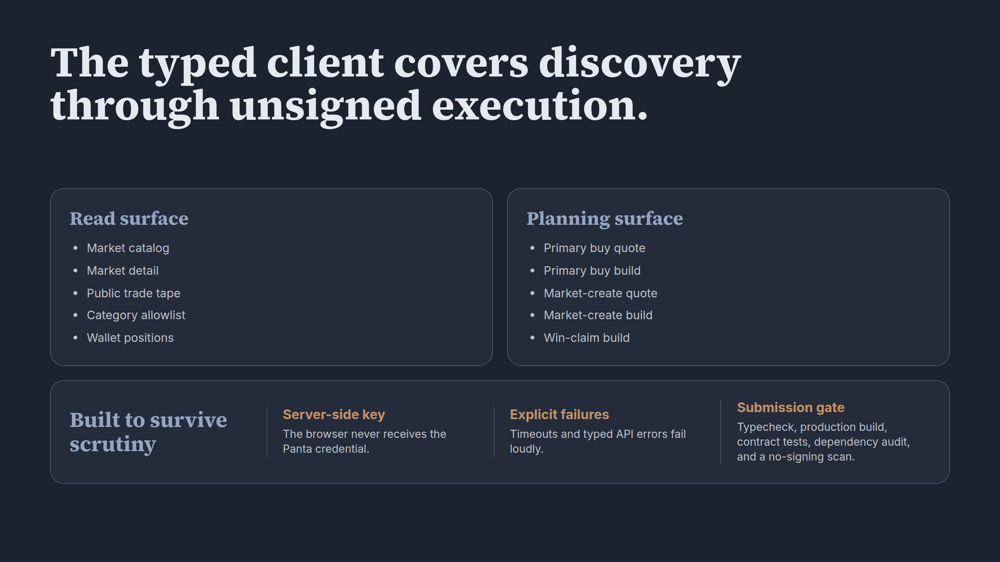 The typed client covers discovery
through unsigned execution.
Read surface
• Market catalog
• Market detail
• Public trade tape
• Category allowlist
• Wallet positions
Planning surface
• Primary buy quote
• Primary buy build
• Market-create quote
• Market-create build
• Win-claim build
Built to survive
scrutiny
Server-side key
The browser never receives the
Panta credential.
Explicit failures
Timeouts and typed API errors fail
loudly.
Submission gate
Typecheck, production build,
contract tests, dependency audit,
and a no-signing scan.